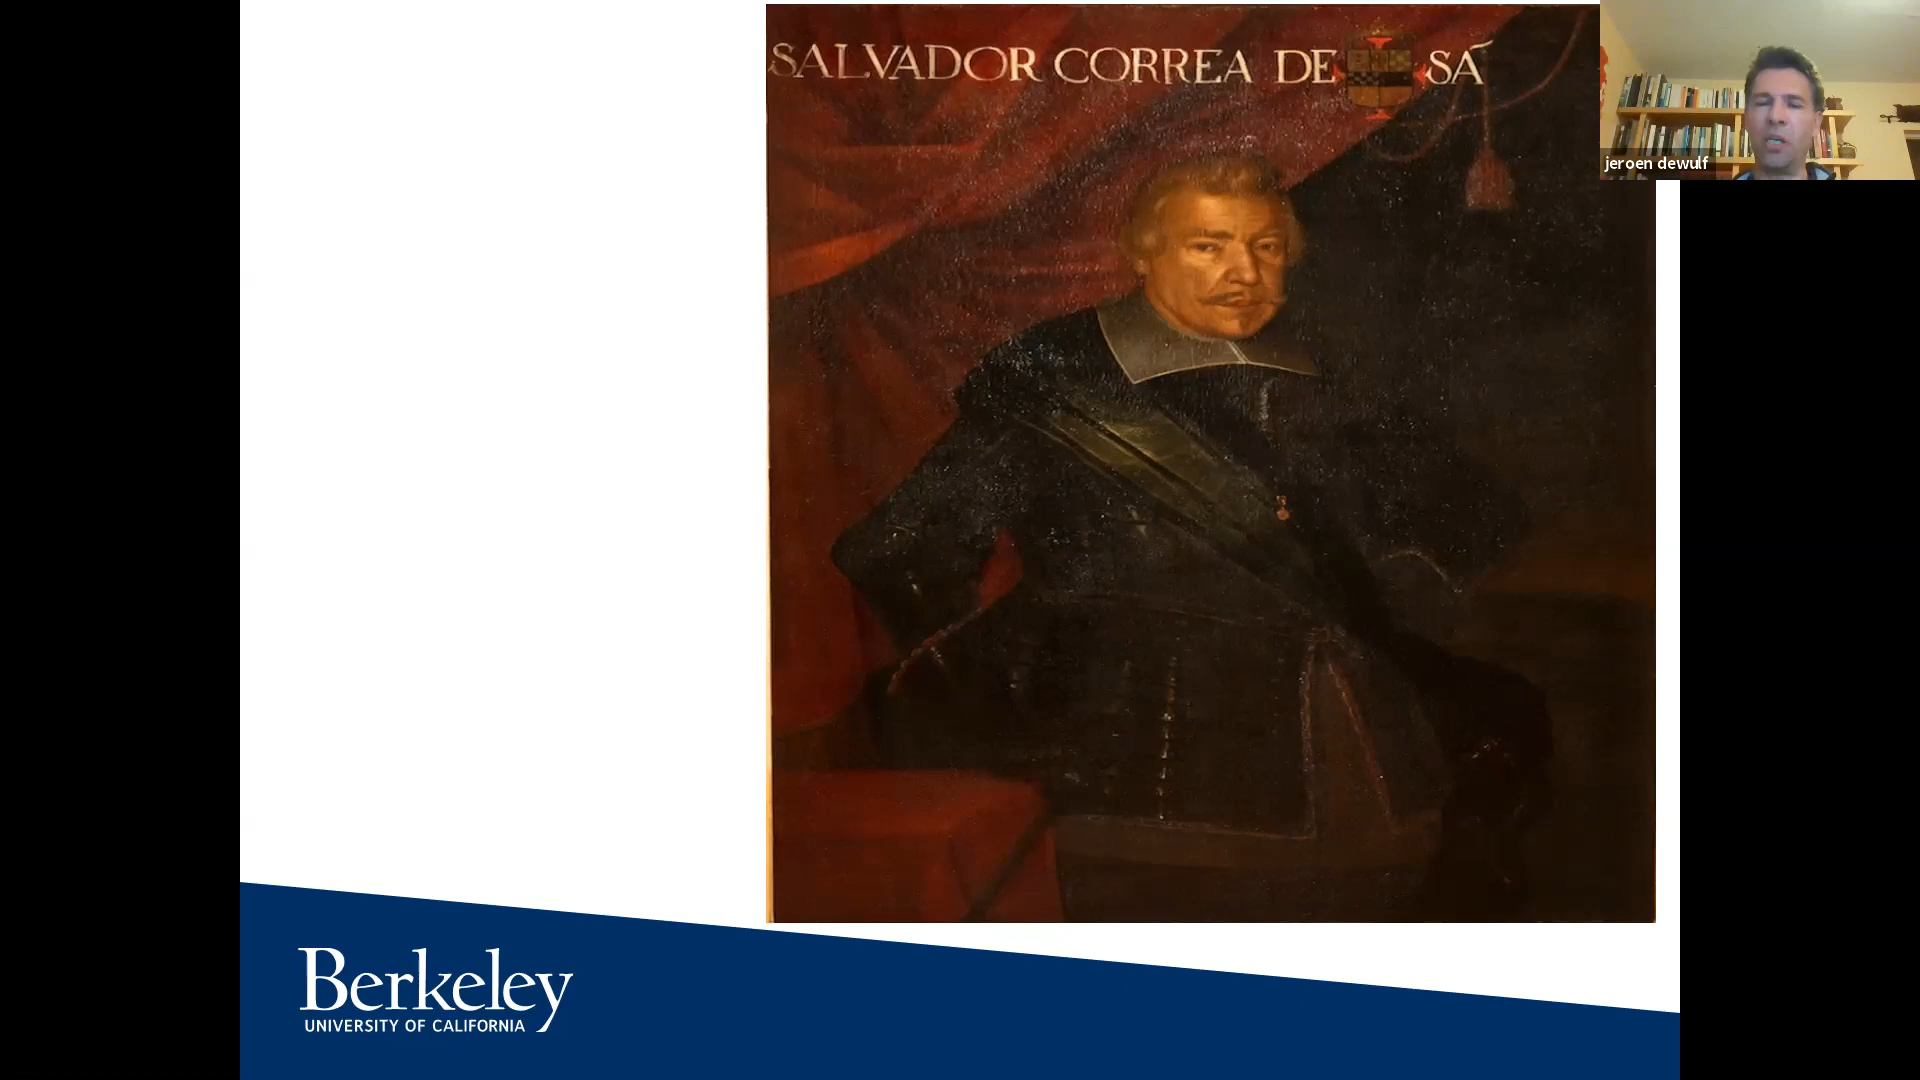 SALVADOR CORREA DE SÁ
jeroen dewulf
Berkeley
UNIVERSITY OF CALIFORNIA